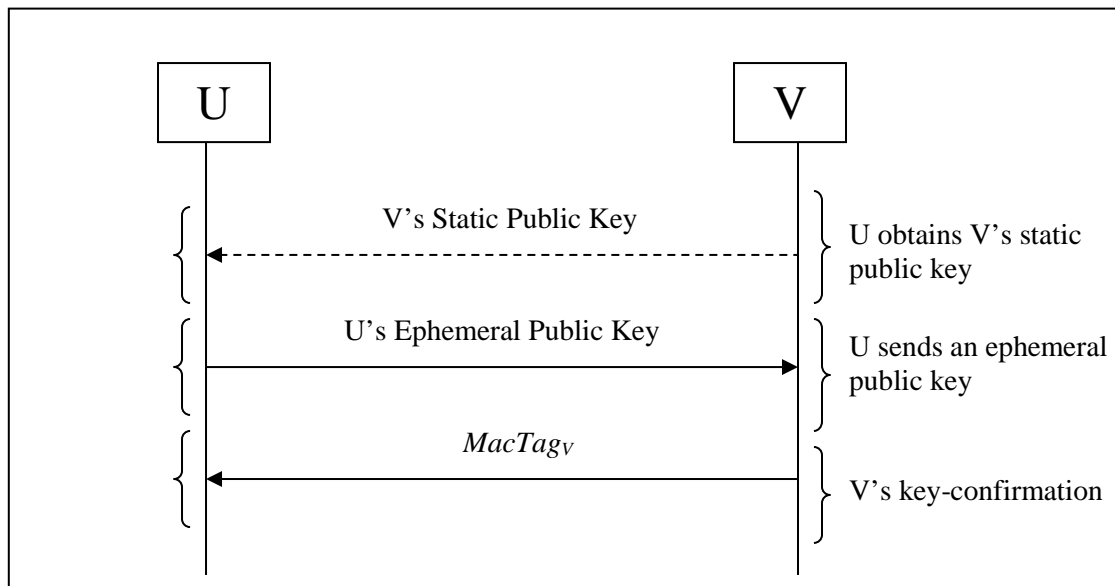 U
V
V’s Static Public Key
U obtains V’s static
public key
U’s Ephemeral Public Key
U sends an ephemeral
public key
MacTagV
V’s key-confirmation